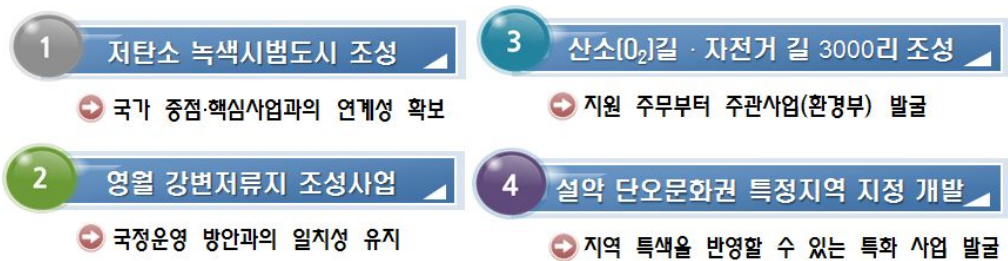 1 저탄소 녹색시범도시 조성
국가 중점·핵심사업과의 연계성 확보
2 영월 강변저류지 조성사업
국정운영 방안과의 일치성 유지
3 산소(O₂)길 · 자전거 길 3000리 조성
지원 주무부터 주관사업(환경부) 발굴
4 설악 단오문화권 특정지역 지정 개발
지역 특색을 반영할 수 있는 특화 사업 발굴